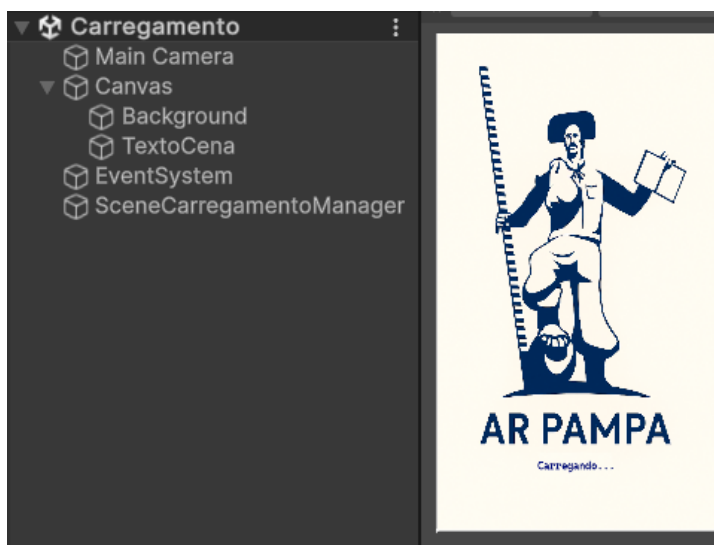 Carregamento
Main Camera
Canvas
Background
TextoCena
EventSystem
SceneCarregamentoManager
AR PAMPA
Carregando...